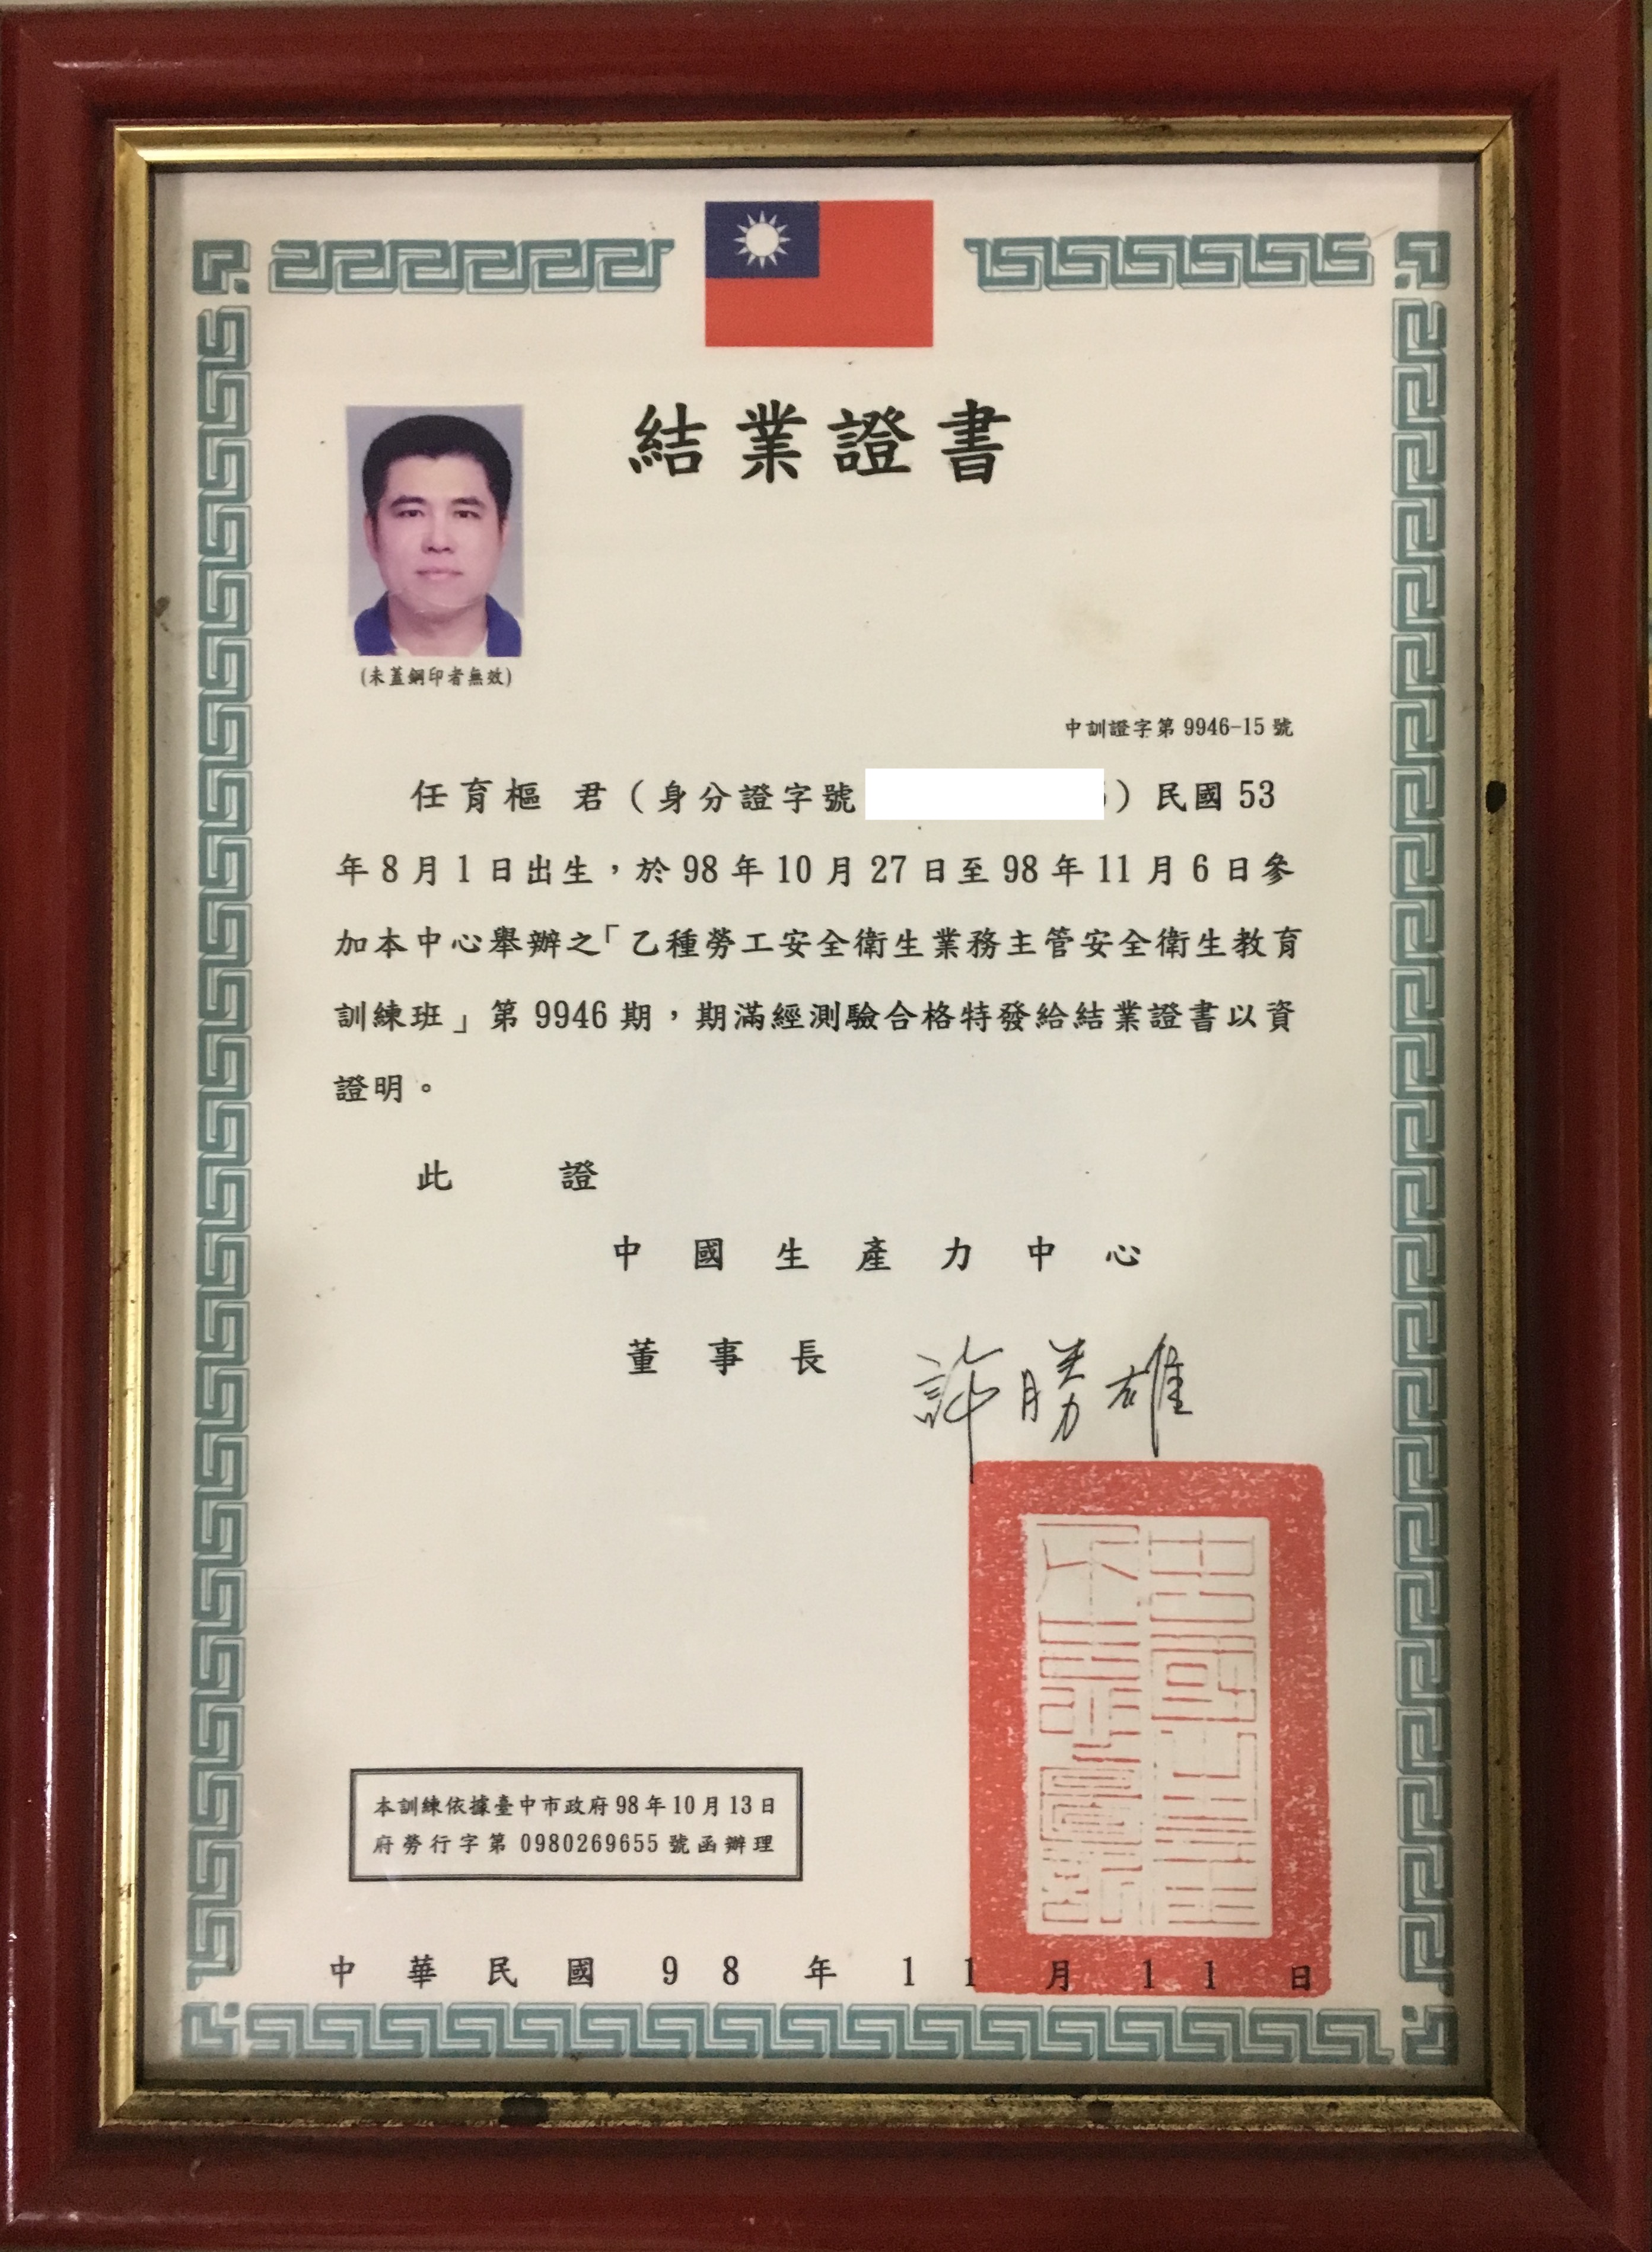 結業證書
(未蓋鋼印者無效)
中訓證字第 9946-15 號
任育樞 君（身分證字號）民國 53
年 8 月 1 日出生，於 98 年 10 月 27 日至 98 年 11 月 6 日參
加本中心舉辦之「乙種勞工安全衛生業務主管安全衛生教育
訓練班」第 9946 期，期滿經測驗合格特發給結業證書以資
證明。
此 證
中國生產力中心
董事長 許勝雄
本訓練依據臺中市政府 98 年 10 月 13 日
府勞行字第 0980269655 號函辦理
中華民國 98 年 11 月 11 日